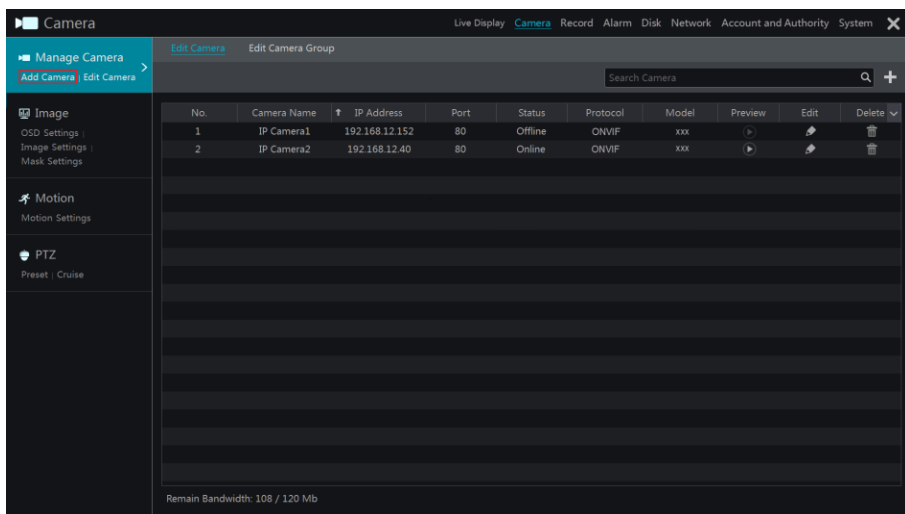 Camera
Live Display Camera Record Alarm Disk Network Account and Authority System
Manage Camera
Add Camera | Edit Camera
Edit Camera Edit Camera Group
Search Camera
Image
OSD Settings |
Image Settings |
Mask Settings
Motion
Motion Settings
PTZ
Preset | Cruise
No. Camera Name IP Address Port Status Protocol Model Preview Edit Delete
1 IP Camera1 192.168.12.152 80 Offline ONVIF xxx
2 IP Camera2 192.168.12.40 80 Online ONVIF xxx
Remain Bandwidth: 108 / 120 Mb